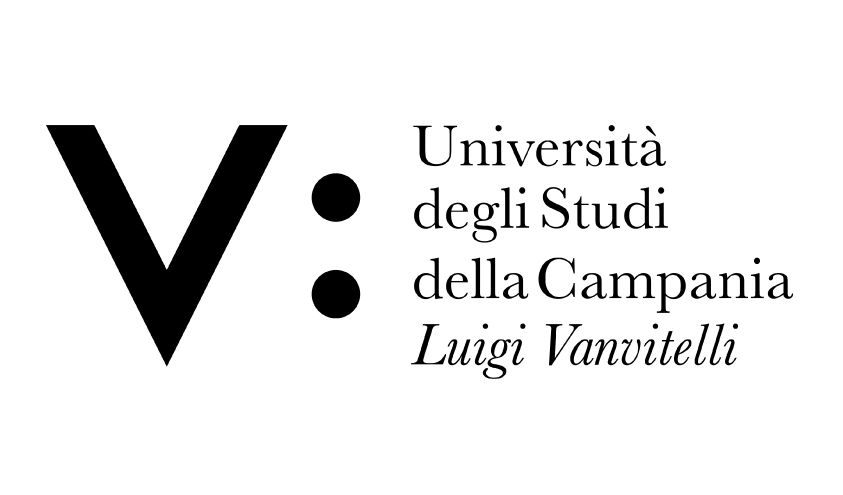 V:
Università
degli Studi
della Campania
Luigi Vanvitelli